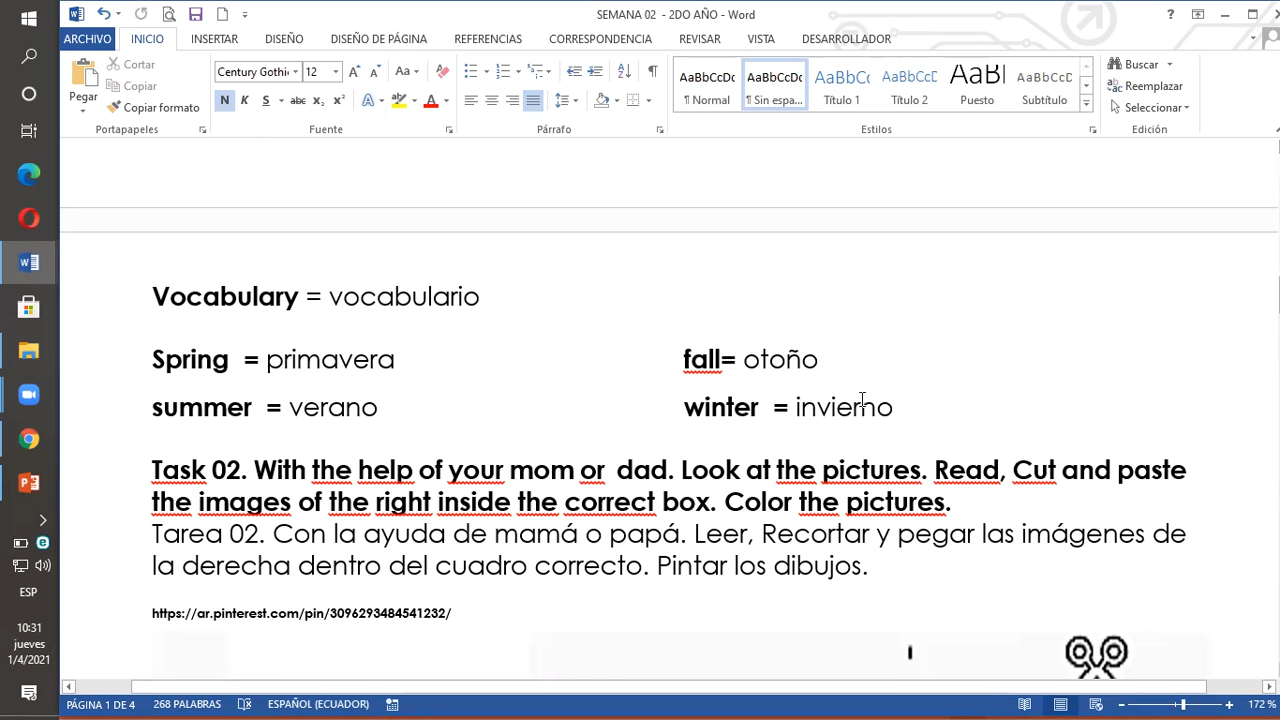 SEMANA 02 - 2DO AÑO - Word
ARCHIVO INICIO INSERTAR DISEÑO DISEÑO DE PÁGINA REFERENCIAS CORRESPONDENCIA REVISAR VISTA DESARROLLADOR
Pegar
Cortar
Copiar
Copiar formato
Portapapeles
Century Gothi 12
N K S abc x₂ x²
Fuente
Párrafo
AaBbCcDc AaBbCcDc AaBbCc AaBbCcD AaBl AaBbCcD
¶ Normal ¶ Sin espa... Título 1 Título 2 Puesto Subtítulo
Estilos
Buscar
Reemplazar
Seleccionar
Edición
Vocabulary = vocabulario
Spring = primavera fall= otoño
summer = verano winter = invierno
Task 02. With the help of your mom or dad. Look at the pictures. Read, Cut and paste
the images of the right inside the correct box. Color the pictures.
Tarea 02. Con la ayuda de mamá o papá. Leer, Recortar y pegar las imágenes de
la derecha dentro del cuadro correcto. Pintar los dibujos.
https://ar.pinterest.com/pin/3096293484541232/
ESP
10:31
jueves
1/4/2021
PÁGINA 1 DE 4 268 PALABRAS ESPAÑOL (ECUADOR) 172 %